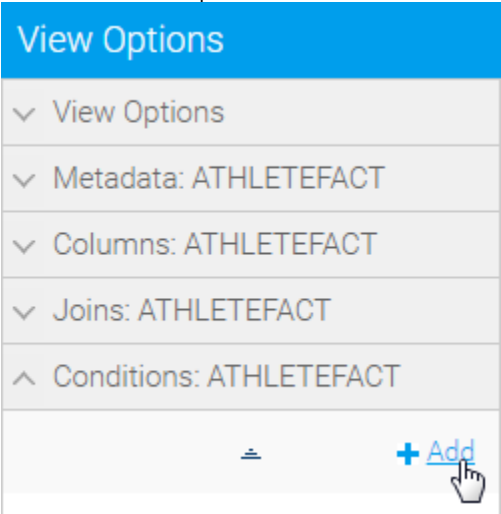 View Options
View Options
Metadata: ATHLETEFACT
Columns: ATHLETEFACT
Joins: ATHLETEFACT
Conditions: ATHLETEFACT
Add